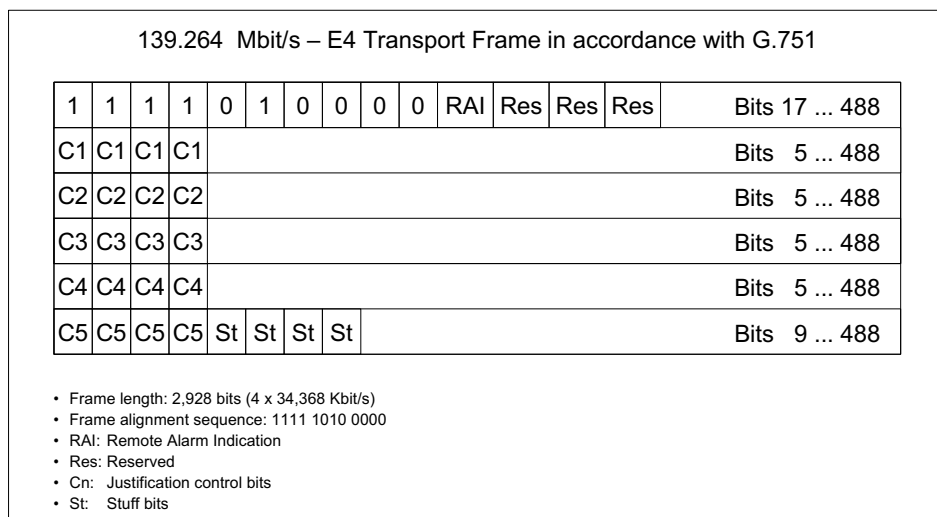 139.264 Mbit/s – E4 Transport Frame in accordance with G.751
1 1 1 1 0 1 0 0 0 0 RAI Res Res Res Bits 17 ... 488
C1 C1 C1 C1 Bits 5 ... 488
C2 C2 C2 C2 Bits 5 ... 488
C3 C3 C3 C3 Bits 5 ... 488
C4 C4 C4 C4 Bits 5 ... 488
C5 C5 C5 C5 St St St St Bits 9 ... 488
• Frame length: 2,928 bits (4 x 34,368 Kbit/s)
• Frame alignment sequence: 1111 1010 0000
• RAI: Remote Alarm Indication
• Res: Reserved
• Cn: Justification control bits
• St: Stuff bits